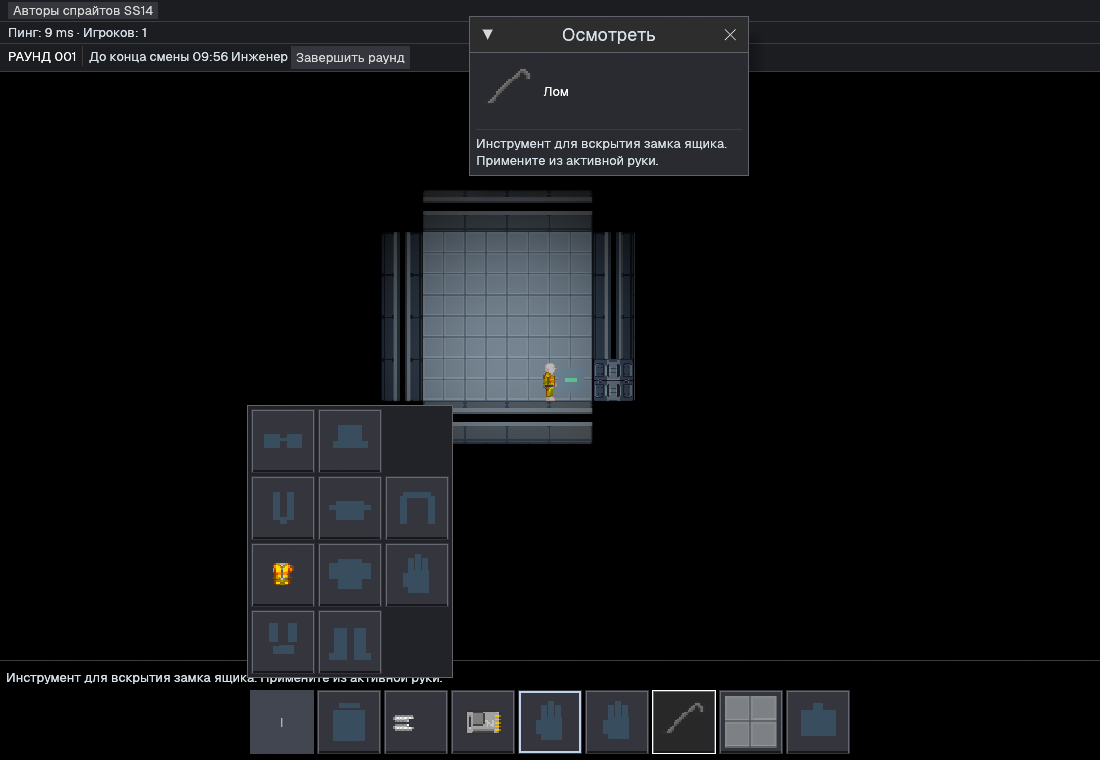 Авторы спрайтов SS14
Пинг: 9 ms · Игроков: 1
РАУНД 001 До конца смены 09:56 Инженер Завершить раунд
▼ Осмотреть
Лом
Инструмент для вскрытия замка ящика.
Примените из активной руки.
Инструмент для вскрытия замка ящика. Примените из активной руки.
I